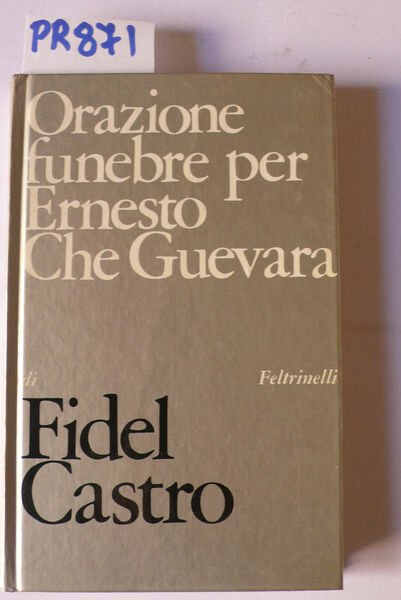 PR871
Orazione
funebre per
Ernesto
Che Guevara
di
Feltrinelli
Fidel
Castro